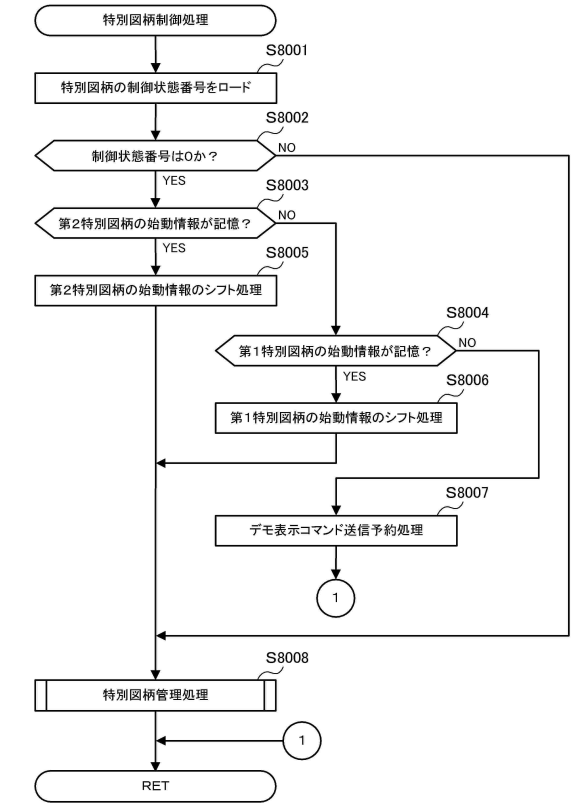 特別図柄制御処理
S8001
特別図柄の制御状態番号をロード
S8002
制御状態番号は0か？
NO
YES
S8003
第2特別図柄の始動情報が記憶？
NO
YES
S8005
第2特別図柄の始動情報のシフト処理
S8004
第1特別図柄の始動情報が記憶？
NO
YES
S8006
第1特別図柄の始動情報のシフト処理
S8007
デモ表示コマンド送信予約処理
1
S8008
特別図柄管理処理
1
RET